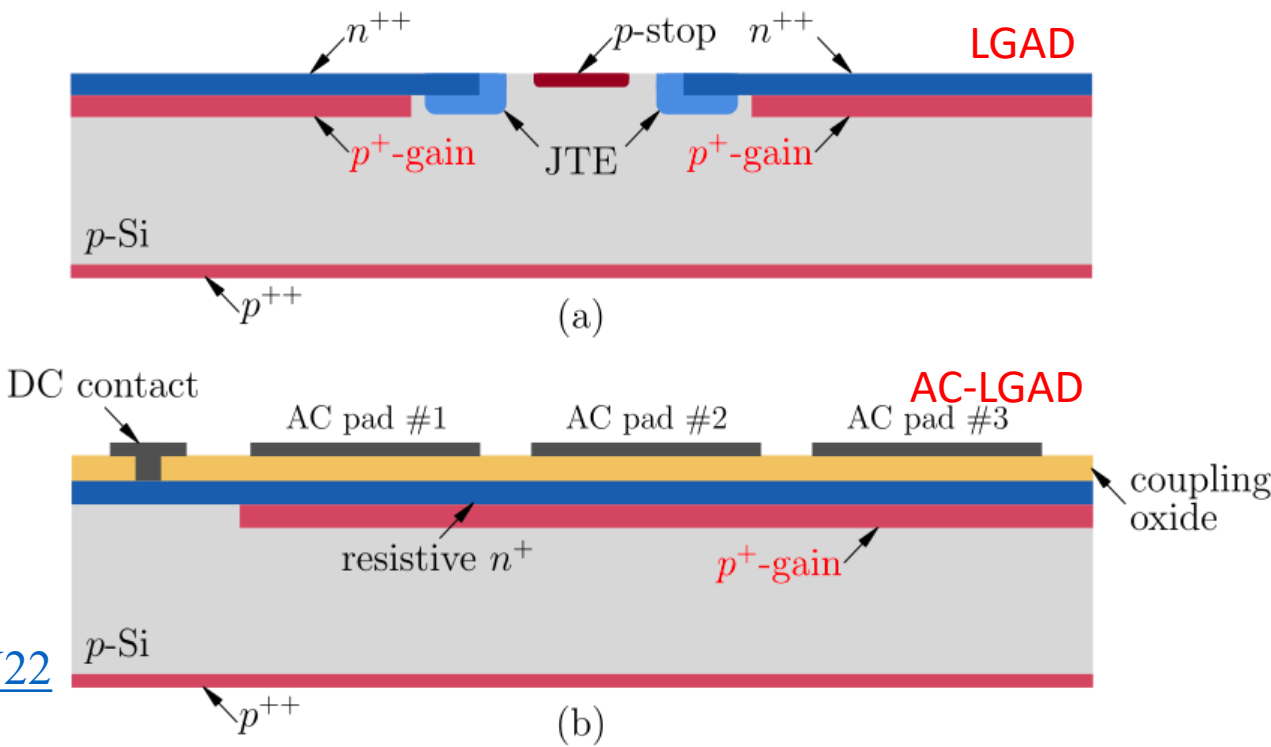 n++
p-stop
n++
LGAD
p+-gain
JTE
p+-gain
p-Si
p++
(a)
DC contact
AC-LGAD
AC pad #1
AC pad #2
AC pad #3
coupling
oxide
resistive n+
p+-gain
p-Si
22
p++
(b)